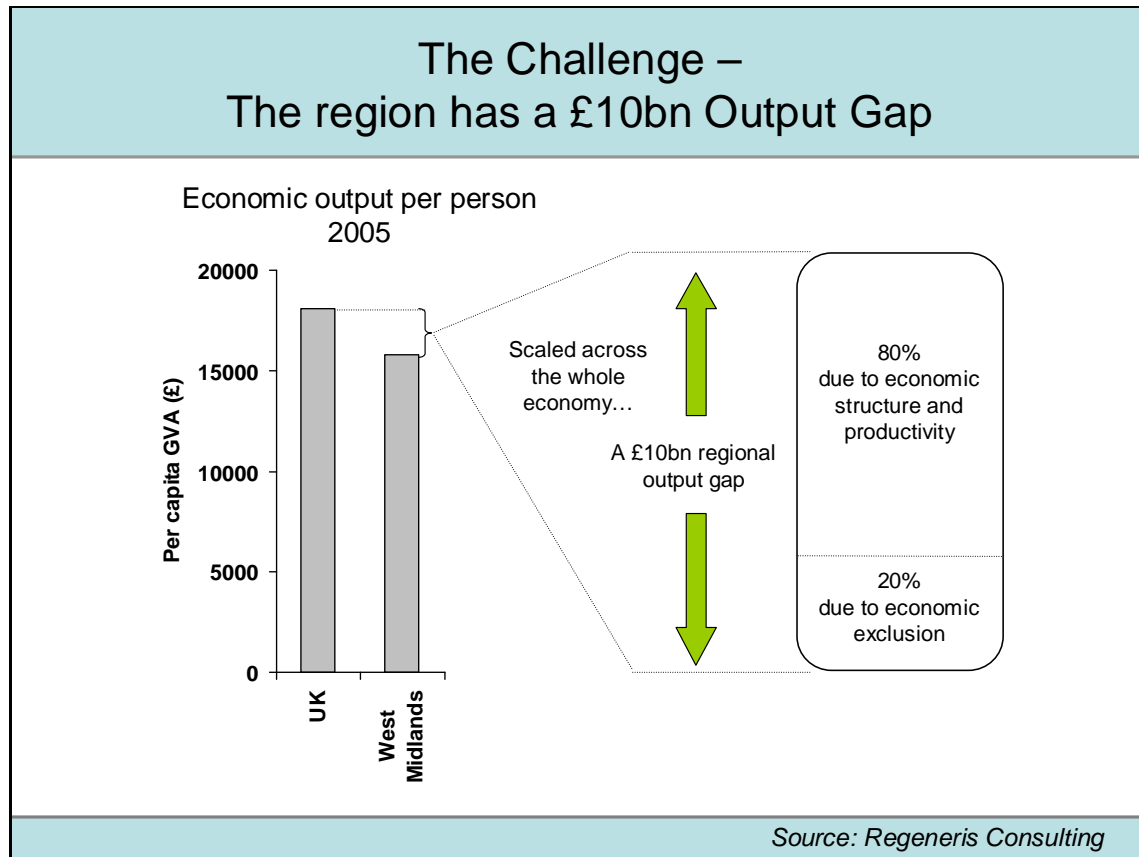 The Challenge –
The region has a £10bn Output Gap
Economic output per person
2005
20000
15000
10000
5000
0
Per capita GVA (£)
UK
West
Midlands
Scaled across
the whole
economy…
A £10bn regional
output gap
80%
due to economic
structure and
productivity
20%
due to economic
exclusion
Source: Regeneris Consulting